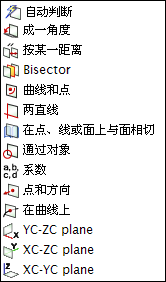 自动判断
成一角度
按某一距离
Bisector
曲线和点
两直线
在点、线或面上与面相切
通过对象
a,b,
c,d
系数
点和方向
在曲线上
X
YC-ZC plane
Y
XC-ZC plane
Z
XC-YC plane